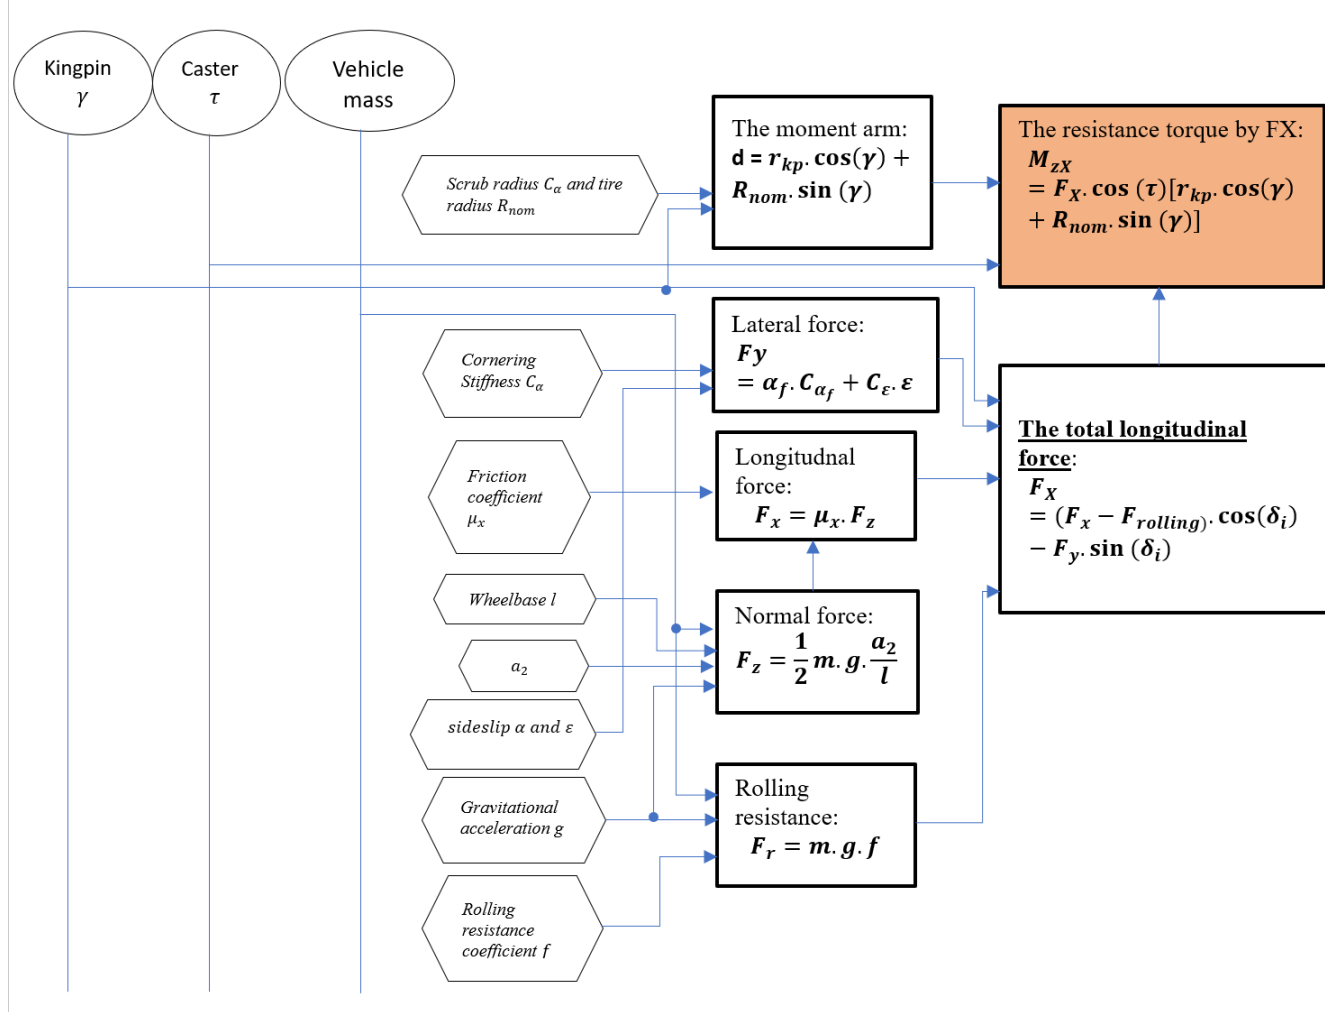 Kingpin
γ
Caster
τ
Vehicle
mass
Scrub radius C_α and tire
radius R_nom
The moment arm:
d = r_kp. cos(γ) +
R_nom. sin (γ)
The resistance torque by FX:
M_zX
= F_X. cos (τ)[r_kp. cos(γ)
+ R_nom. sin (γ)]
Cornering
Stiffness C_α
Lateral force:
Fy
= α_f. C_α_f + C_ε. ε
Friction
coefficient
μ_x
Longitudnal
force:
F_x = μ_x. F_z
The total longitudinal
force:
F_X
= (F_x − F_rolling). cos(δ_i)
− F_y. sin (δ_i)
Wheelbase l
a_2
sideslip α and ε
Normal force:
F_z = 1/2 m. g. a_2/l
Gravitational
acceleration g
Rolling
resistance:
F_r = m. g. f
Rolling
resistance
coefficient f